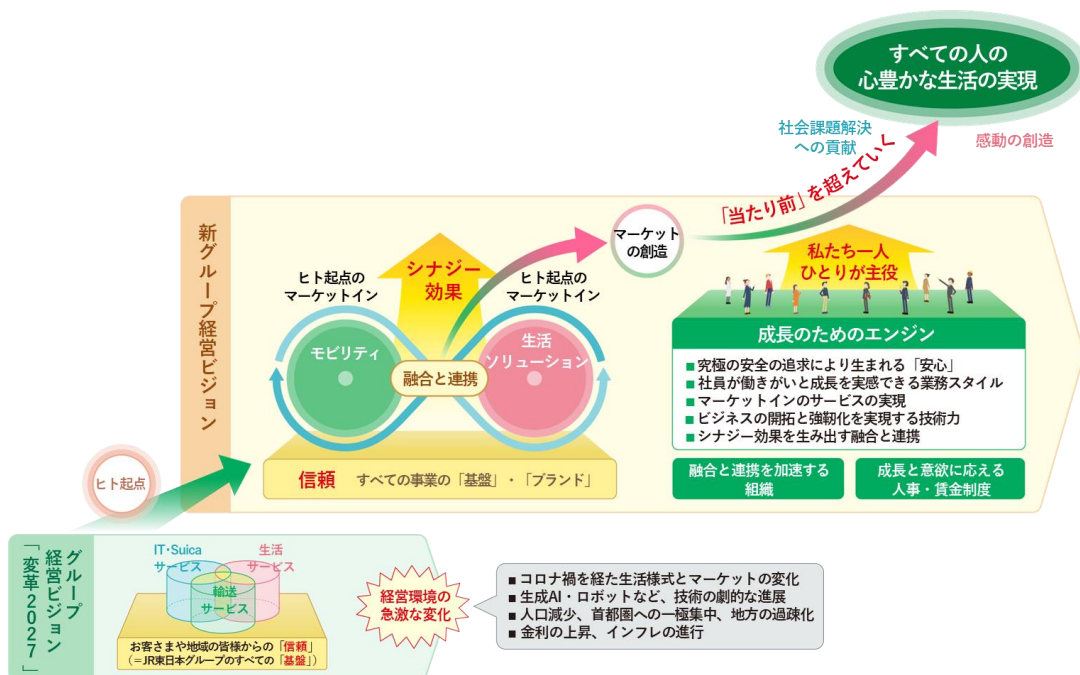 すべての人の
心豊かな生活の実現
社会課題解決
への貢献
「当たり前」を超えていく
感動の創造
新グループ経営ビジョン
ヒト起点の
マーケットイン
シナジー
効果
ヒト起点の
マーケットイン
マーケット
の創造
モビリティ
融合と連携
生活
ソリューション
信頼 すべての事業の「基盤」・「ブランド」
私たち一人
ひとりが主役
成長のためのエンジン
■ 究極の安全の追求により生まれる「安心」
■ 社員が働きがいと成長を実感できる業務スタイル
■ マーケットインのサービスの実現
■ ビジネスの開拓と強靭化を実現する技術力
■ シナジー効果を生み出す融合と連携
融合と連携を加速する
組織
成長と意欲に応える
人事・賃金制度
ヒト起点
グループ
経営ビジョン
「変革2027」
IT・Suica
サービス
生活
サービス
輸送
サービス
お客さまや地域の皆様からの「信頼」
(=JR東日本グループのすべての「基盤」)
経営環境の
急激な変化
■ コロナ禍を経た生活様式とマーケットの変化
■ 生成AI・ロボットなど、技術の劇的な進展
■ 人口減少、首都圏への一極集中、地方の過疎化
■ 金利の上昇、インフレの進行